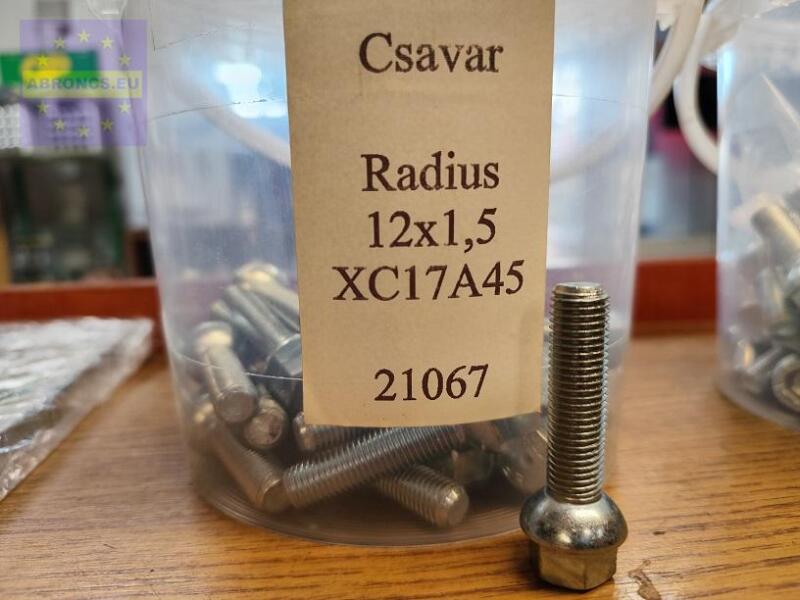 ABRONCS.EU
Csavar
Radius
12x1,5
XC17A45
21067